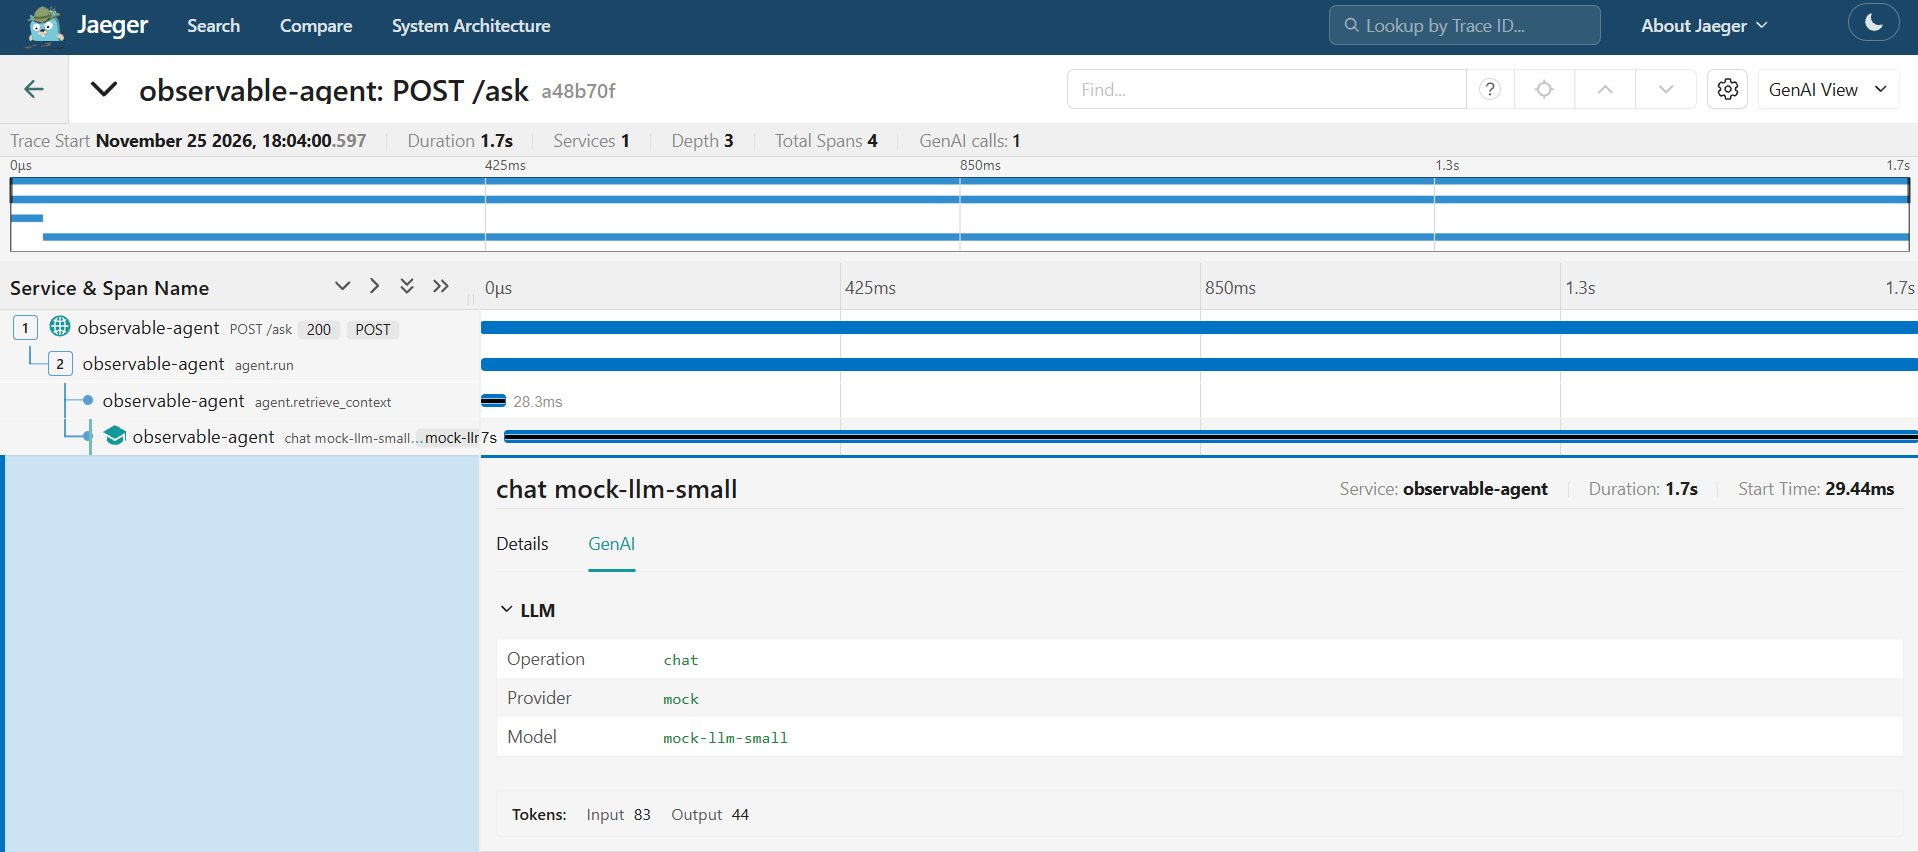 Jaeger Search Compare System Architecture Lookup by Trace ID... About Jaeger
observable-agent: POST /ask a48b70f Find... ? GenAI View
Trace Start November 25 2026, 18:04:00.597 Duration 1.7s Services 1 Depth 3 Total Spans 4 GenAI calls: 1
0μs 425ms 850ms 1.3s 1.7s
Service & Span Name 0μs 425ms 850ms 1.3s 1.7s
1 observable-agent POST /ask 200 POST
2 observable-agent agent.run
observable-agent agent.retrieve_context 28.3ms
observable-agent chat mock-llm-small... mock-ll 7s
chat mock-llm-small Service: observable-agent Duration: 1.7s Start Time: 29.44ms
Details GenAI
LLM
Operation chat
Provider mock
Model mock-llm-small
Tokens: Input 83 Output 44